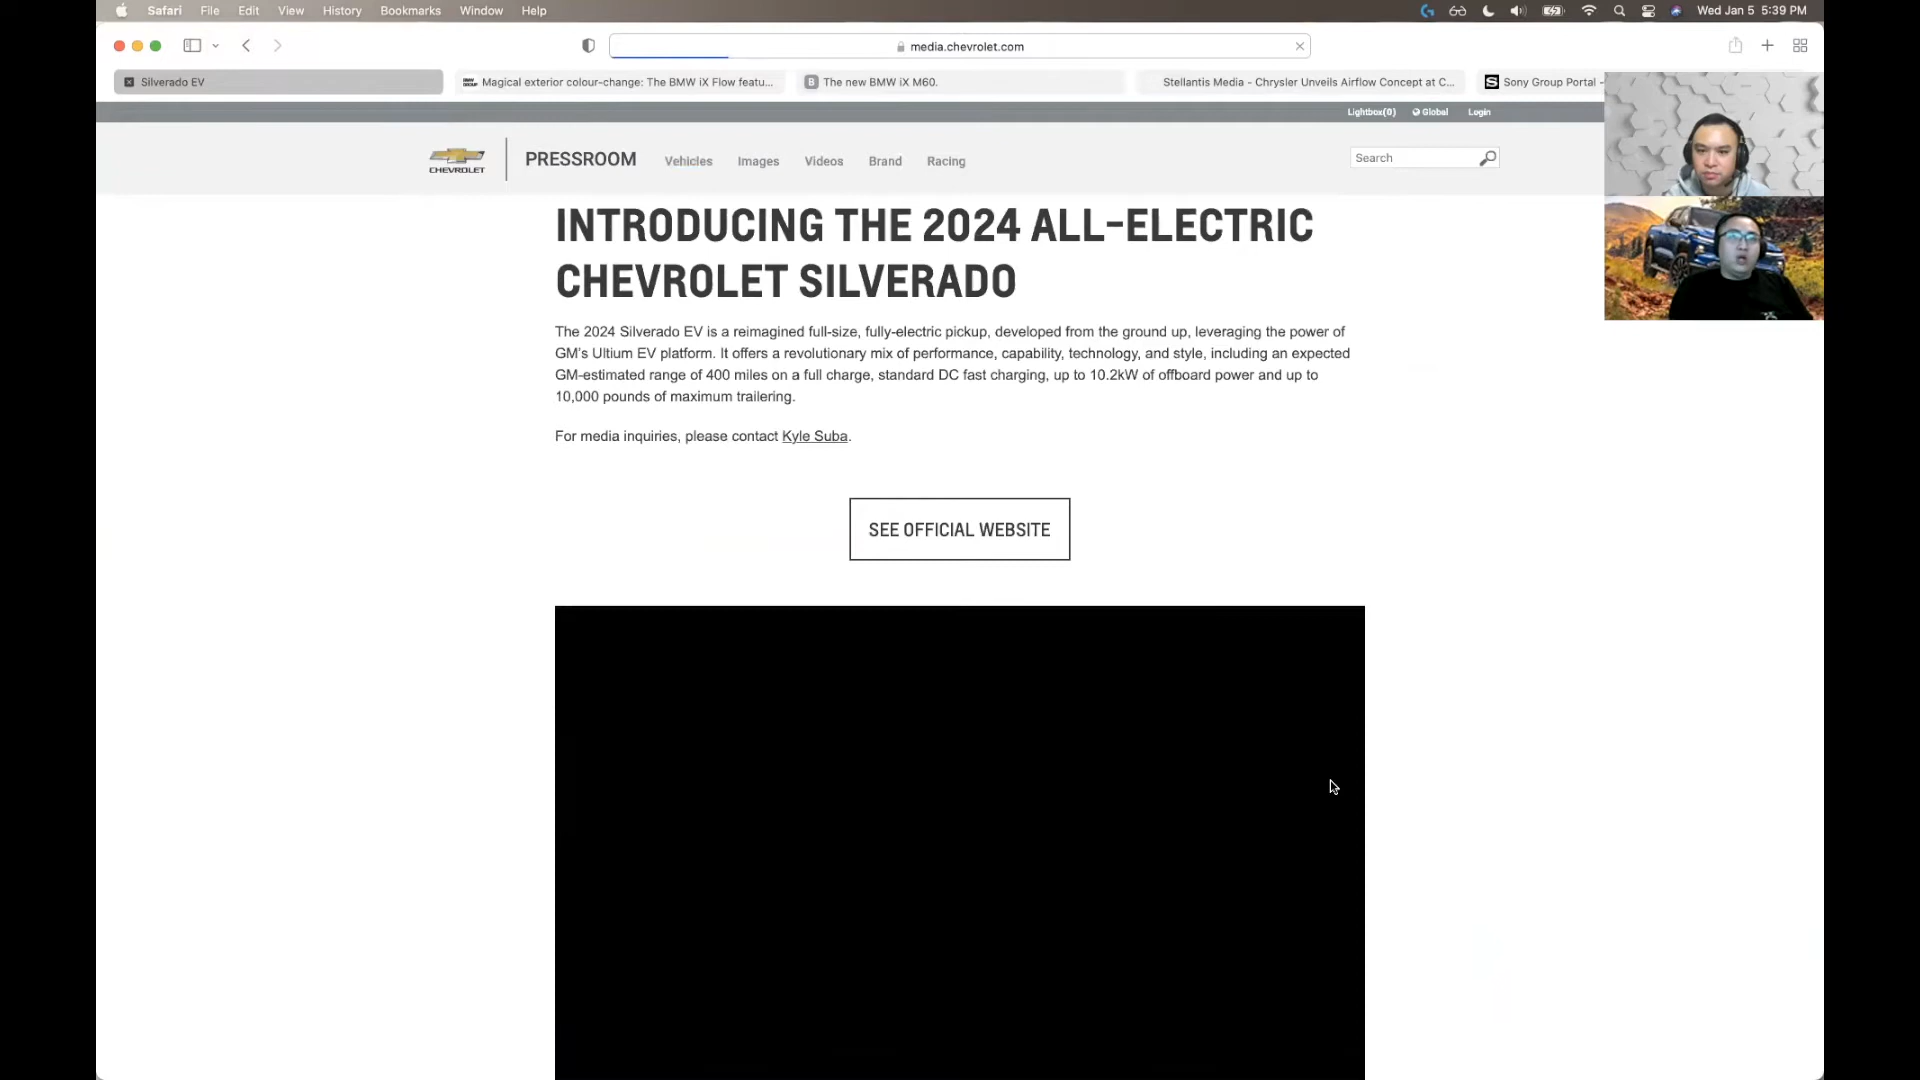 Safari File Edit View History Bookmarks Window Help Wed Jan 5 5:39 PM
media.chevrolet.com
Silverado EV Magical exterior colour-change: The BMW iX Flow featu... B The new BMW iX M60. Stellantis Media - Chrysler Unveils Airflow Concept at C... S Sony Group Portal -
Lightbox(0) Global Login
CHEVROLET PRESSROOM Vehicles Images Videos Brand Racing Search
INTRODUCING THE 2024 ALL-ELECTRIC
CHEVROLET SILVERADO
The 2024 Silverado EV is a reimagined full-size, fully-electric pickup, developed from the ground up, leveraging the power of
GM's Ultium EV platform. It offers a revolutionary mix of performance, capability, technology, and style, including an expected
GM-estimated range of 400 miles on a full charge, standard DC fast charging, up to 10.2kW of offboard power and up to
10,000 pounds of maximum trailering.
For media inquiries, please contact Kyle Suba.
SEE OFFICIAL WEBSITE